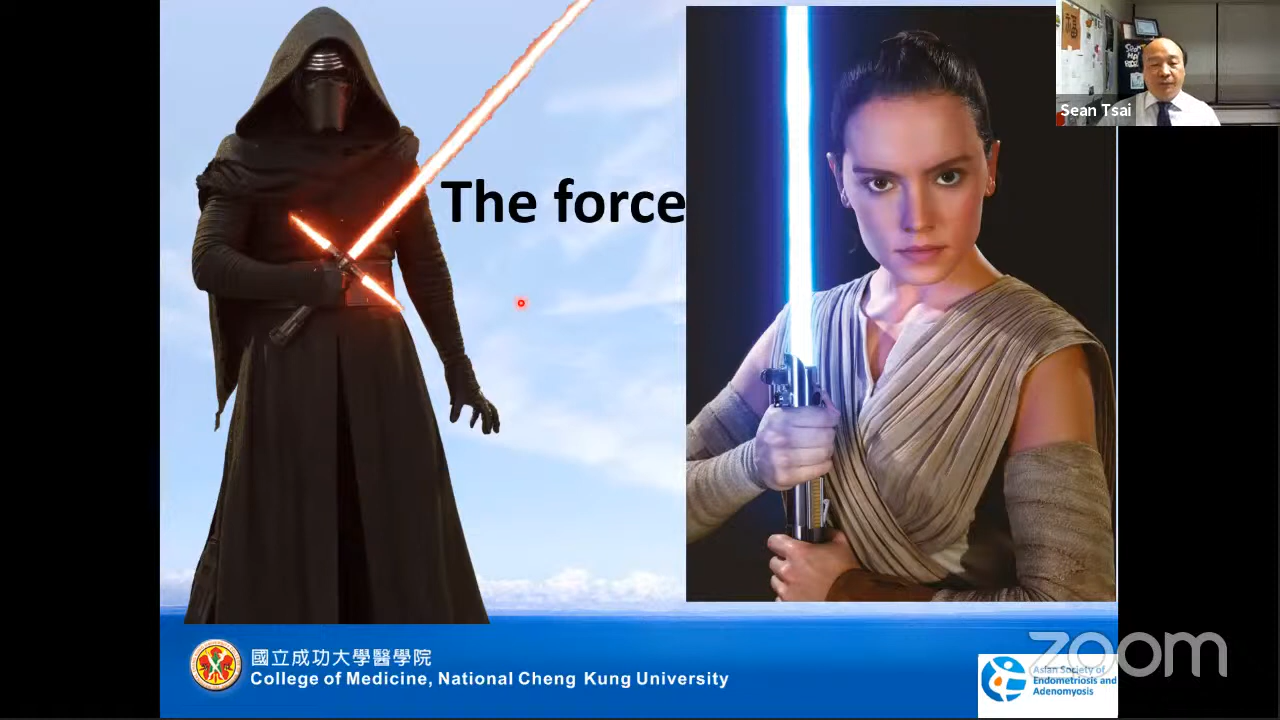 Sean Tsai
The force
國立成功大學醫學院
College of Medicine, National Cheng Kung University
zoom
Asian Society of
Endometriosis and
Adenomyosis